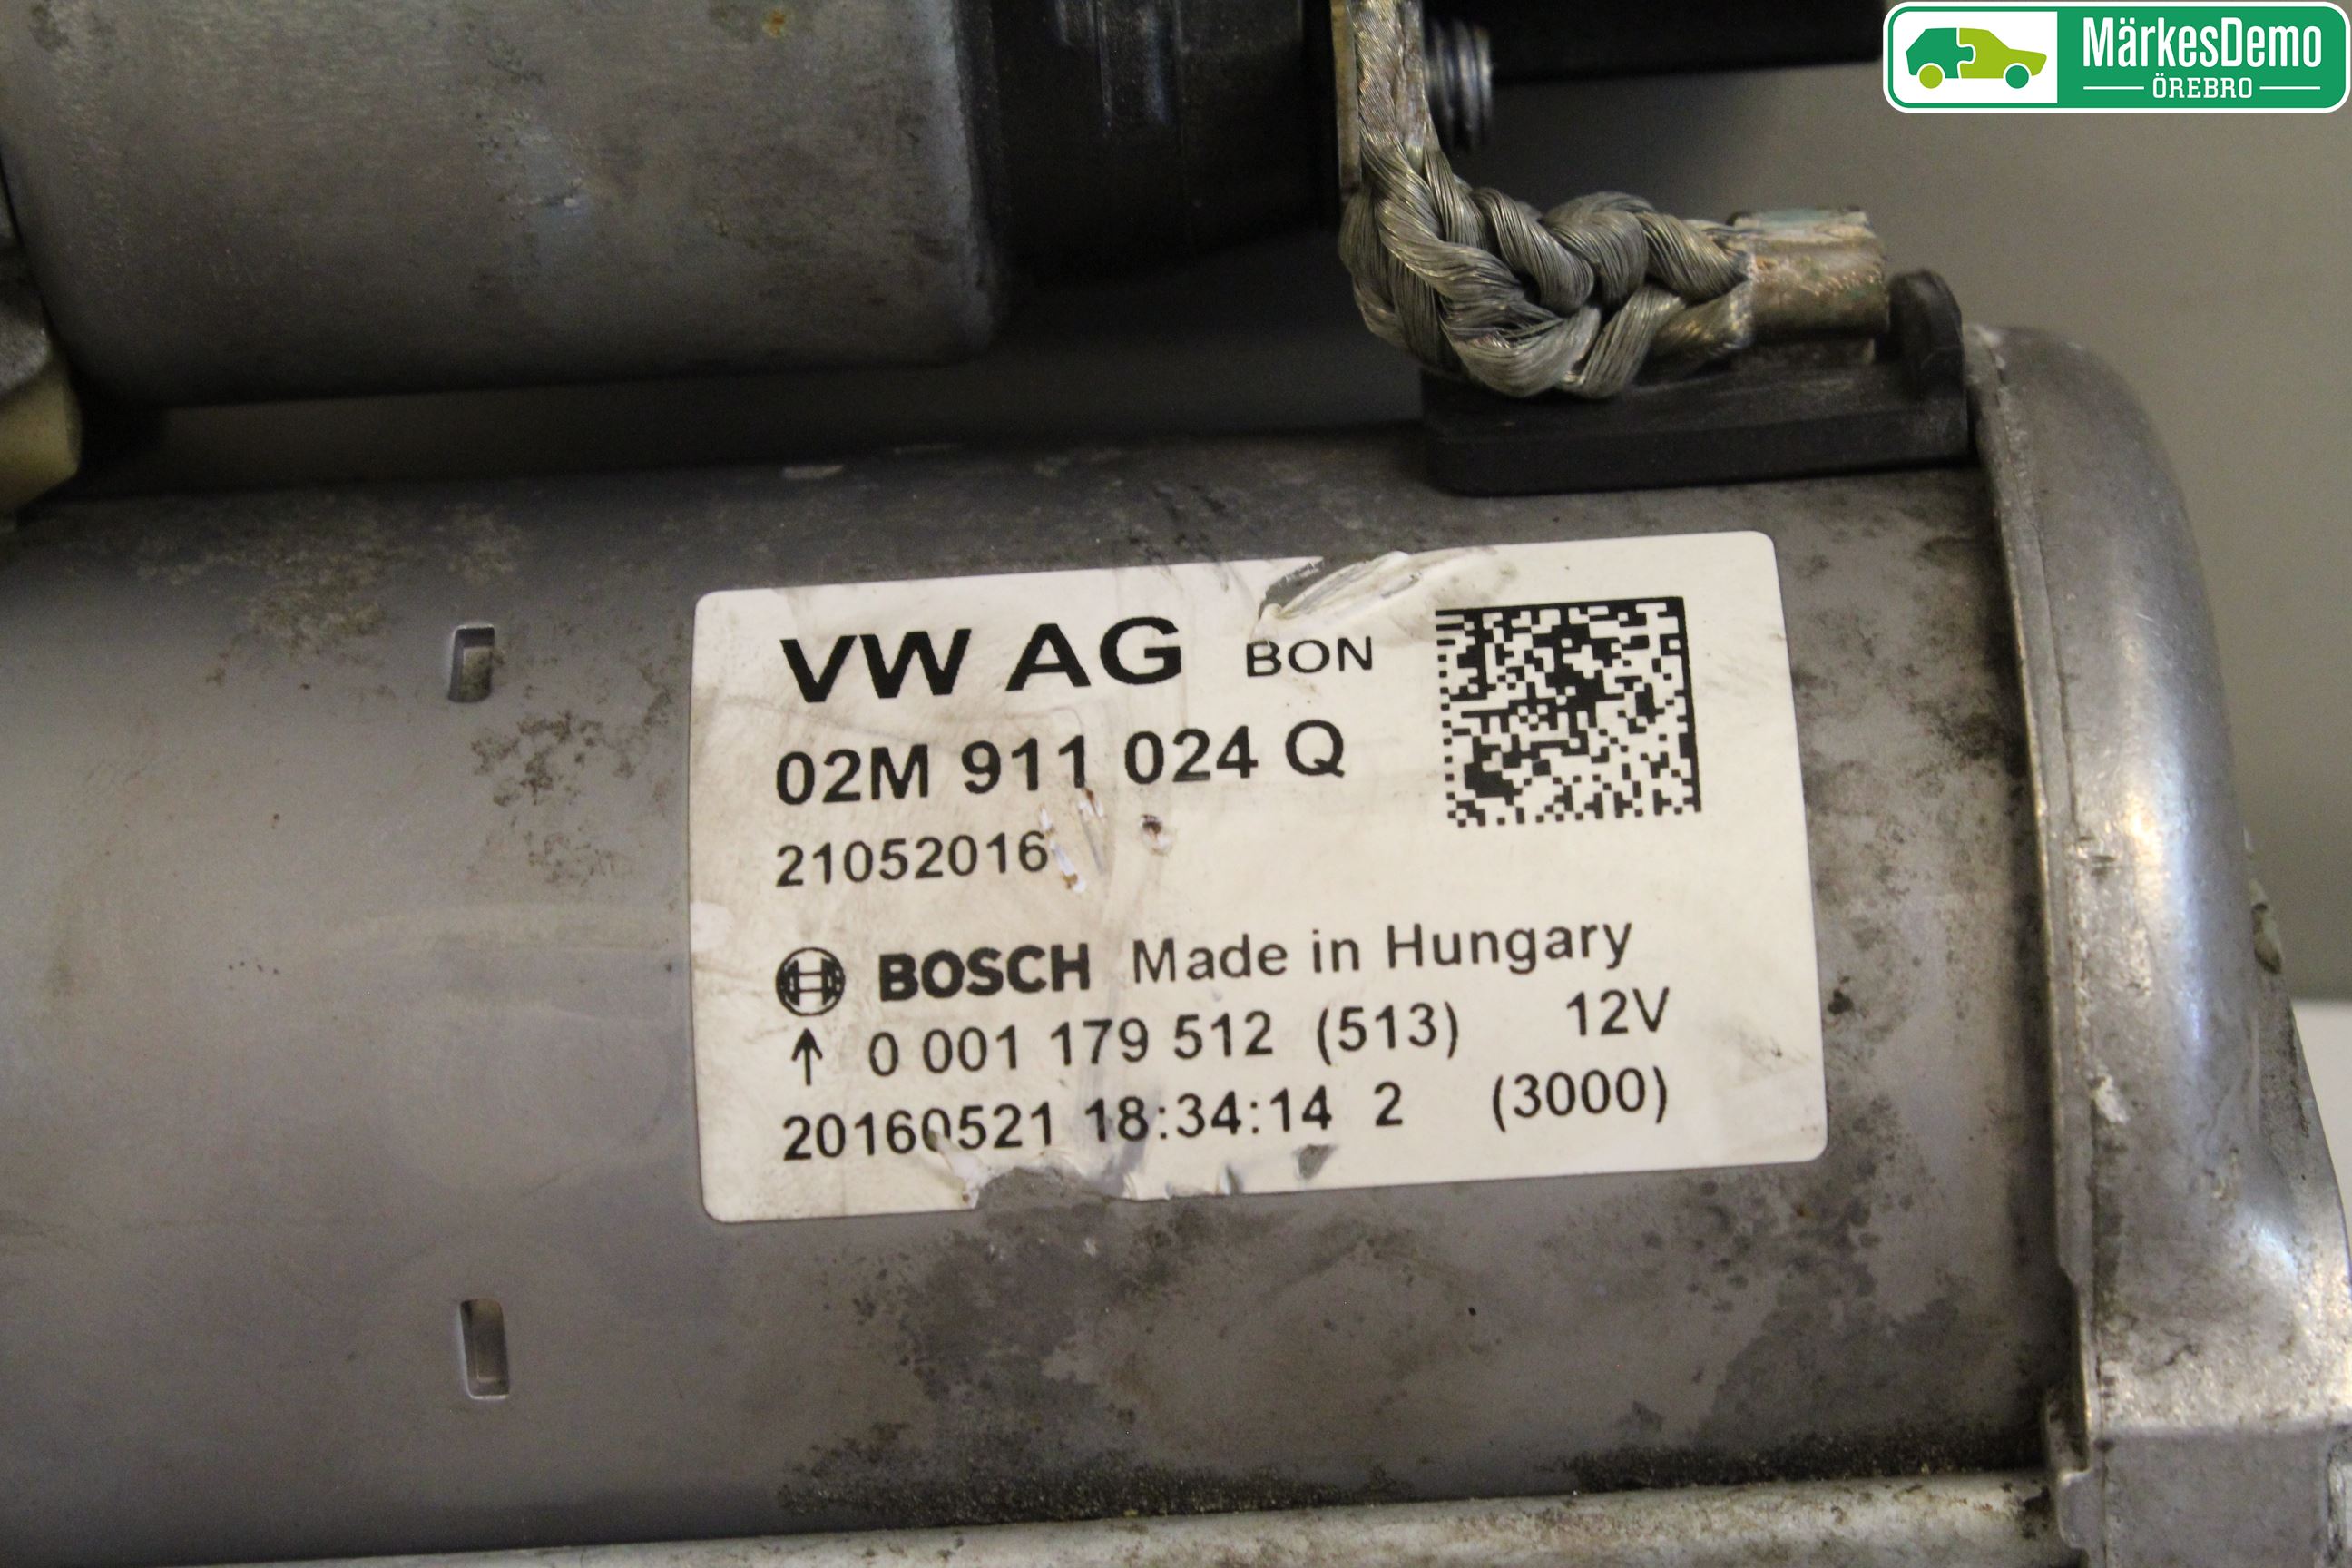 MärkesDemo
ÖREBRO
VW AG BON
02M 911 024 Q
21052016
BOSCH Made in Hungary
↑ 0 001 179 512 (513) 12V
20160521 18:34:14 2 (3000)